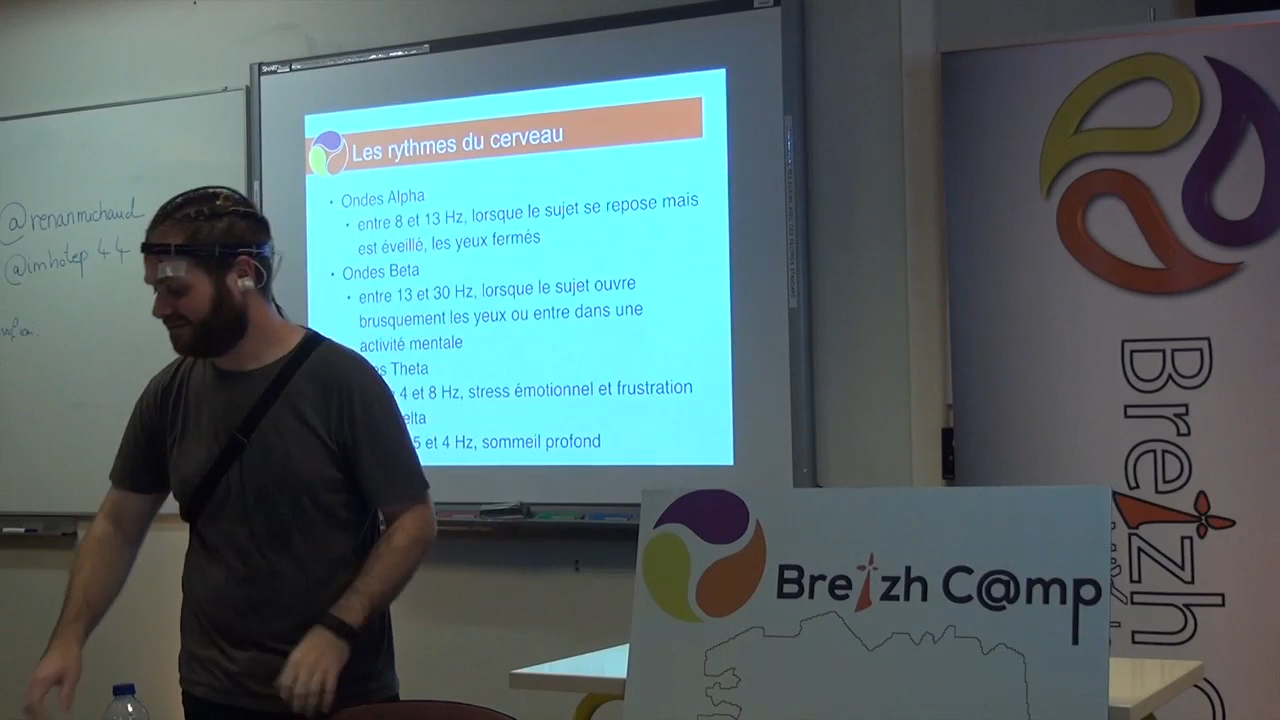 SMART
Les rythmes du cerveau
• Ondes Alpha
• entre 8 et 13 Hz, lorsque le sujet se repose mais
est éveillé, les yeux fermés
• Ondes Beta
• entre 13 et 30 Hz, lorsque le sujet ouvre
brusquement les yeux ou entre dans une
activité mentale
Theta
4 et 8 Hz, stress émotionnel et frustration
5 et 4 Hz, sommeil profond
@renanmichaud
@imhotep44
Breizh C@mp
Breizh